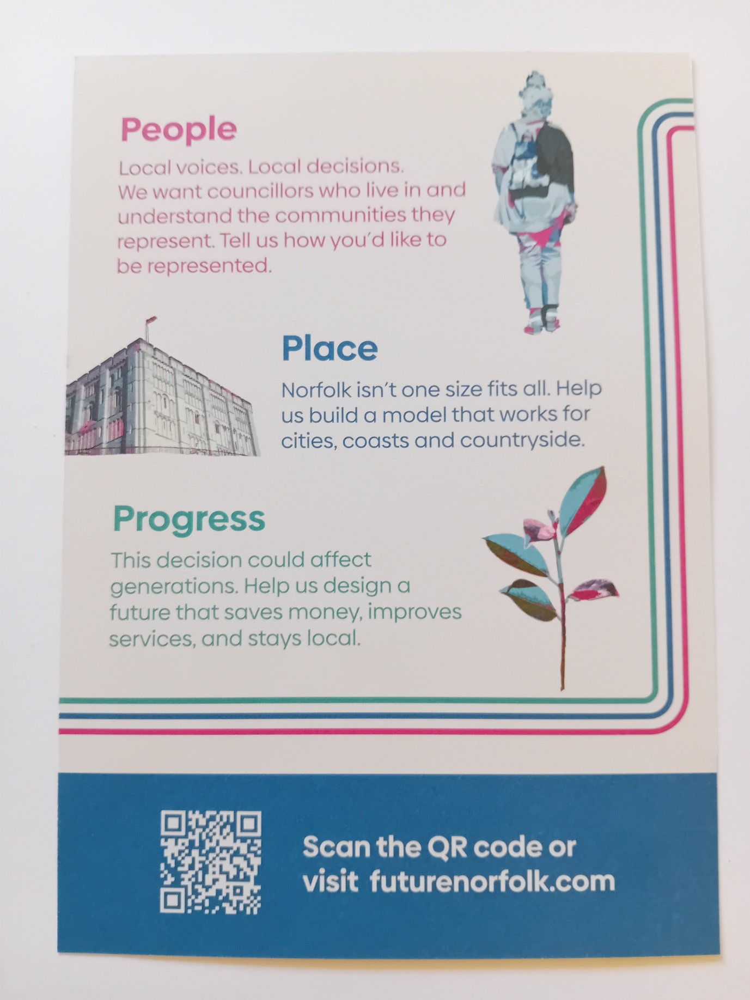 People
Local voices. Local decisions.
We want councillors who live in and
understand the communities they
represent. Tell us how you'd like to
be represented.
Place
Norfolk isn't one size fits all. Help
us build a model that works for
cities, coasts and countryside.
Progress
This decision could affect
generations. Help us design a
future that saves money, improves
services, and stays local.
Scan the QR code or
visit futurenorfolk.com